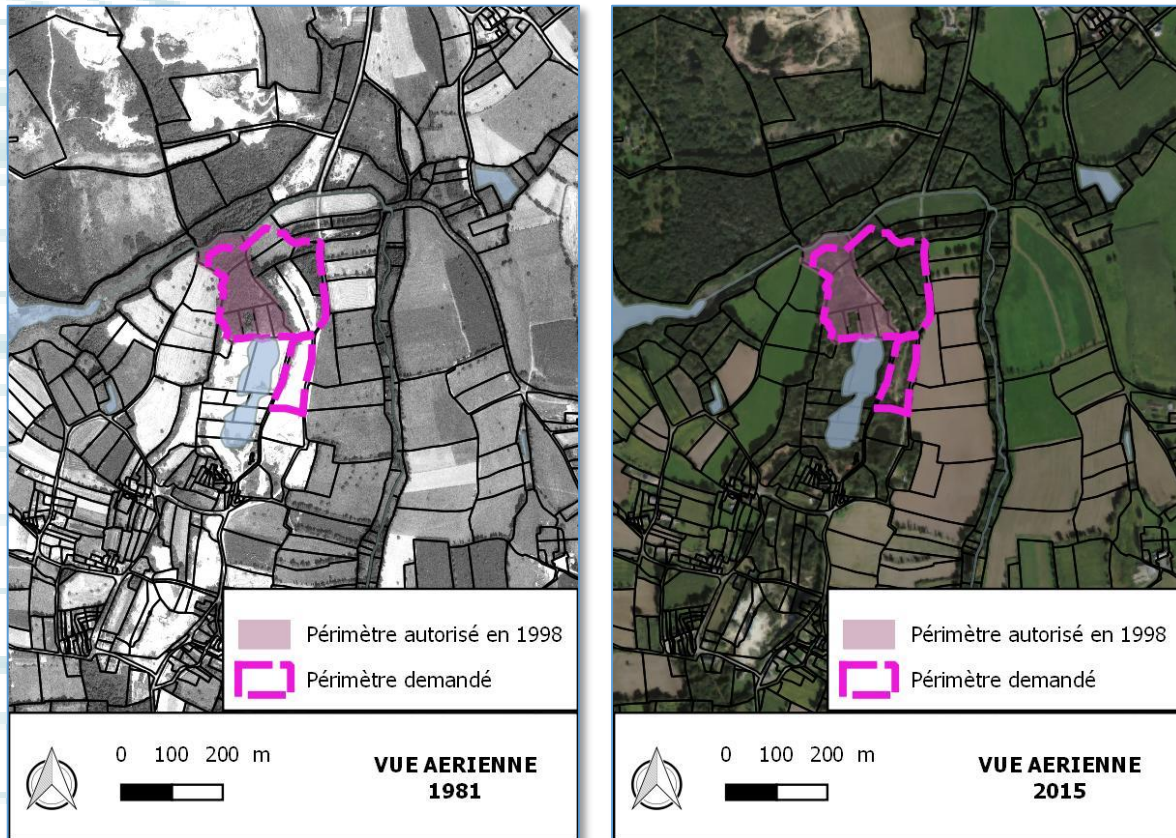 Périmètre autorisé en 1998
Périmètre demandé
0 100 200 m
VUE AERIENNE
1981
Périmètre autorisé en 1998
Périmètre demandé
0 100 200 m
VUE AERIENNE
2015